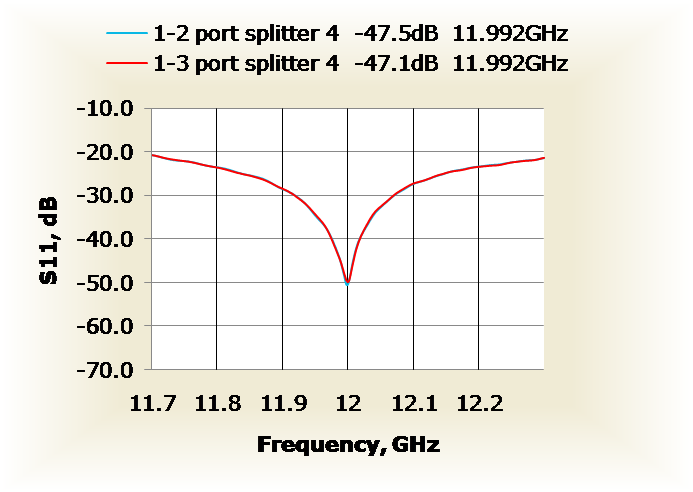 1-2 port splitter 4 -47.5dB 11.992GHz
1-3 port splitter 4 -47.1dB 11.992GHz
-10.0
-20.0
-30.0
-40.0
-50.0
-60.0
-70.0
S11, dB
11.7 11.8 11.9 12 12.1 12.2
Frequency, GHz